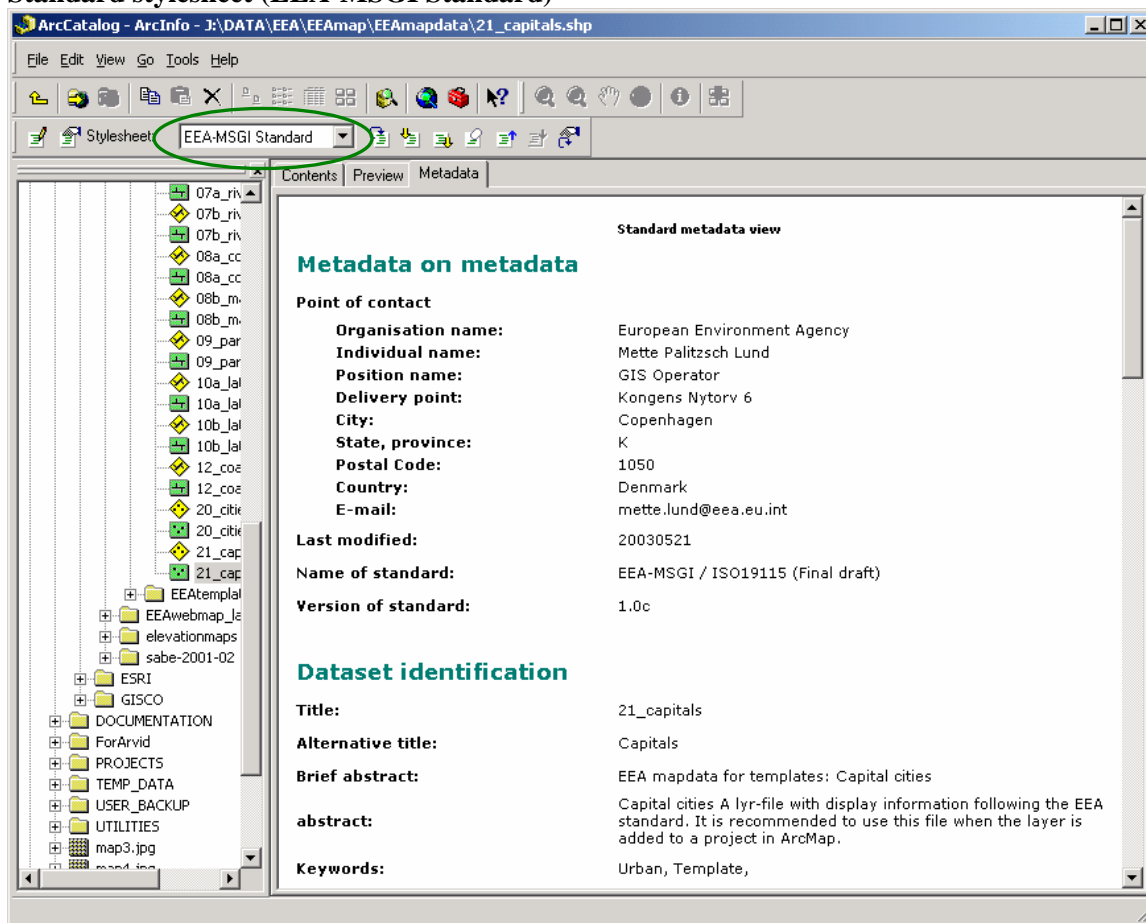 Standard stylesheet (EEA-MSGI Standard)
ArcCatalog - ArcInfo - J:\DATA\EEA\EEAmap\EEAmapdata\21_capitals.shp
File Edit View Go Tools Help
Stylesheet: EEA-MSGI Standard
Contents Preview Metadata
07a_riv
07b_riv
07b_riv
08a_cc
08a_cc
08b_m
08b_m
09_par
09_par
10a_lal
10a_lal
10b_lal
10b_lal
12_coa
12_coa
20_citie
20_citie
21_cap
21_cap
EEAtempla
EEAwebmap_la
elevationmaps
sabe-2001-02
ESRI
GISCO
DOCUMENTATION
ForArvid
PROJECTS
TEMP_DATA
USER_BACKUP
UTILITIES
map3.jpg
map4.jpg
Standard metadata view
Metadata on metadata
Point of contact
Organisation name: European Environment Agency
Individual name: Mette Palitzsch Lund
Position name: GIS Operator
Delivery point: Kongens Nytorv 6
City: Copenhagen
State, province: K
Postal Code: 1050
Country: Denmark
E-mail: mette.lund@eea.eu.int
Last modified: 20030521
Name of standard: EEA-MSGI / ISO19115 (Final draft)
Version of standard: 1.0c
Dataset identification
Title: 21_capitals
Alternative title: Capitals
Brief abstract: EEA mapdata for templates: Capital cities
abstract: Capital cities A lyr-file with display information following the EEA
standard. It is recommended to use this file when the layer is
added to a project in ArcMap.
Keywords: Urban, Template,